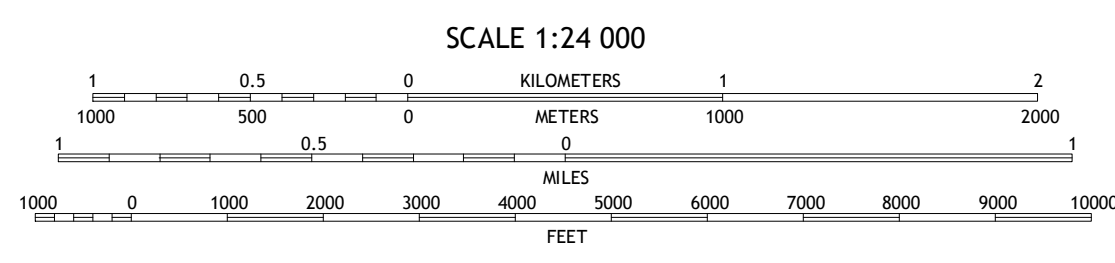 SCALE 1:24 000
1 0.5 0 KILOMETERS 1 2
1000 500 0 METERS 1000 2000
1 0.5 0 1
MILES
1000 0 1000 2000 3000 4000 5000 6000 7000 8000 9000 10000
FEET